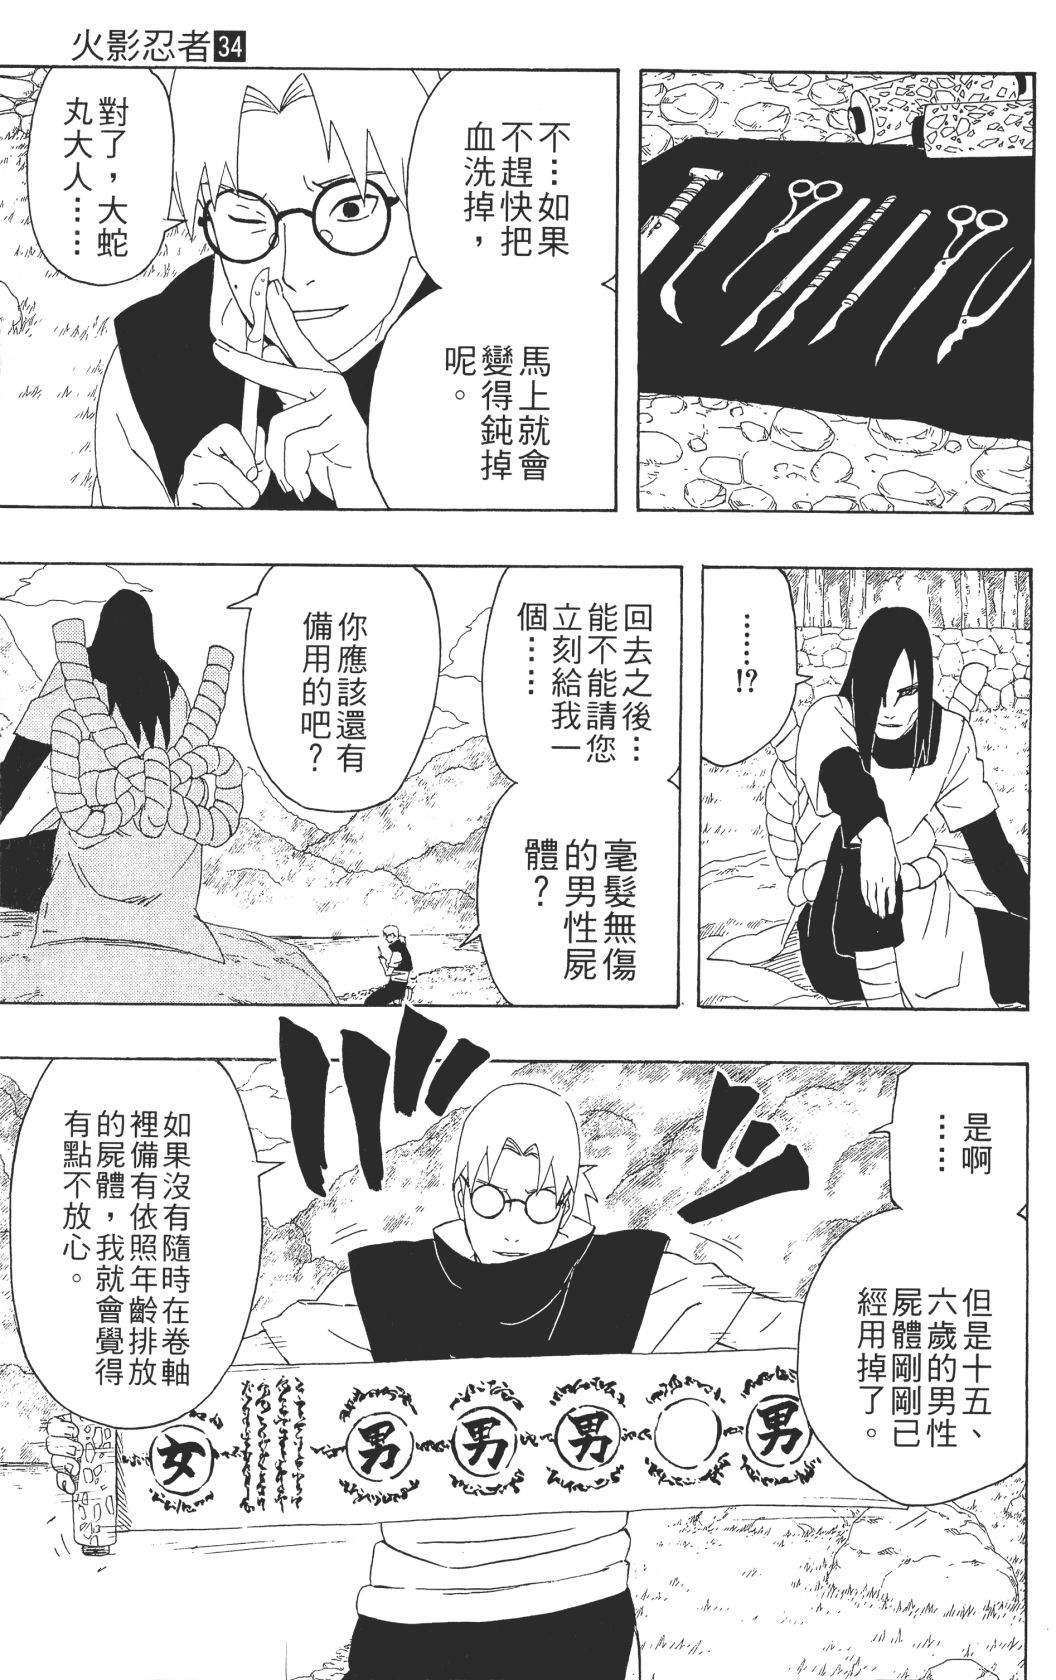 火影忍者34
不…如果
不趕快把
血洗掉，
馬上就會
變得鈍掉
呢。
對了，大蛇
丸大人……
……!?
回去之後…
能不能請您
立刻給我一
個……
毫髮無傷
的男性屍
體？
你應該還有
備用的吧？
是啊
……
但是十五、
六歲的男性
屍體剛剛已
經用掉了。
如果沒有隨時在卷軸
裡備有依照年齡排放
的屍體，我就會覺得
有點不放心。
女
男
男
男
男